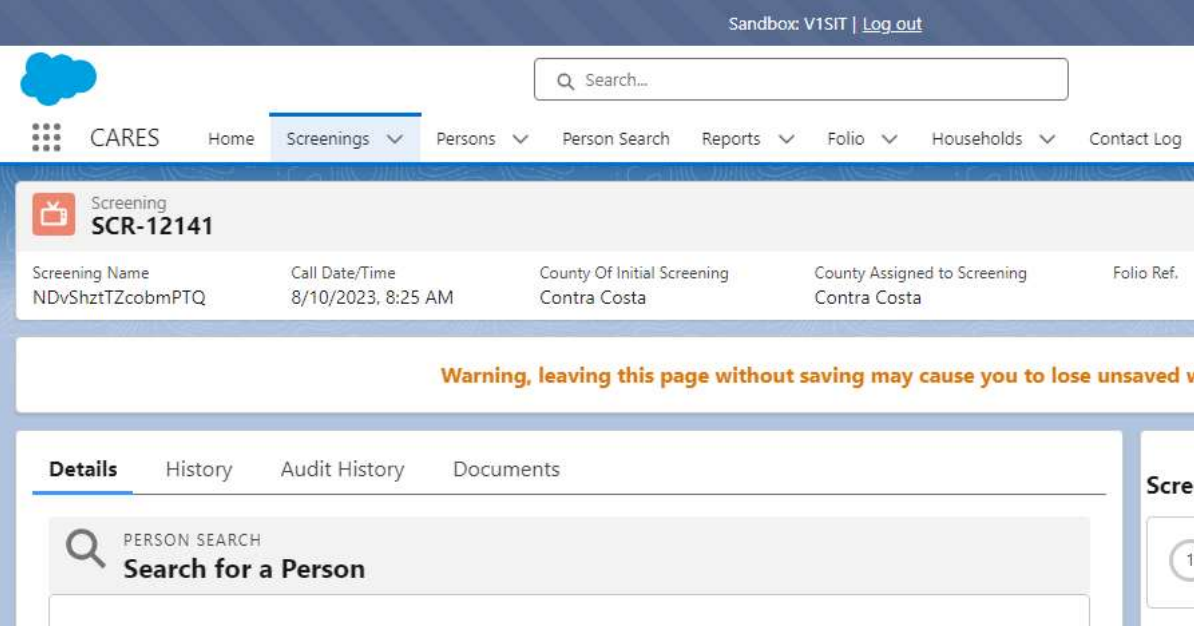 Sandbox: V1SIT | Log out
Search...
CARES Home Screenings Persons Person Search Reports Folio Households Contact Log
Screening
SCR-12141
Screening Name Call Date/Time County Of Initial Screening County Assigned to Screening Folio Ref.
NDvShztTZcobmPTQ 8/10/2023, 8:25 AM Contra Costa Contra Costa
Warning, leaving this page without saving may cause you to lose unsaved
Details History Audit History Documents
Scre
PERSON SEARCH
Search for a Person
1